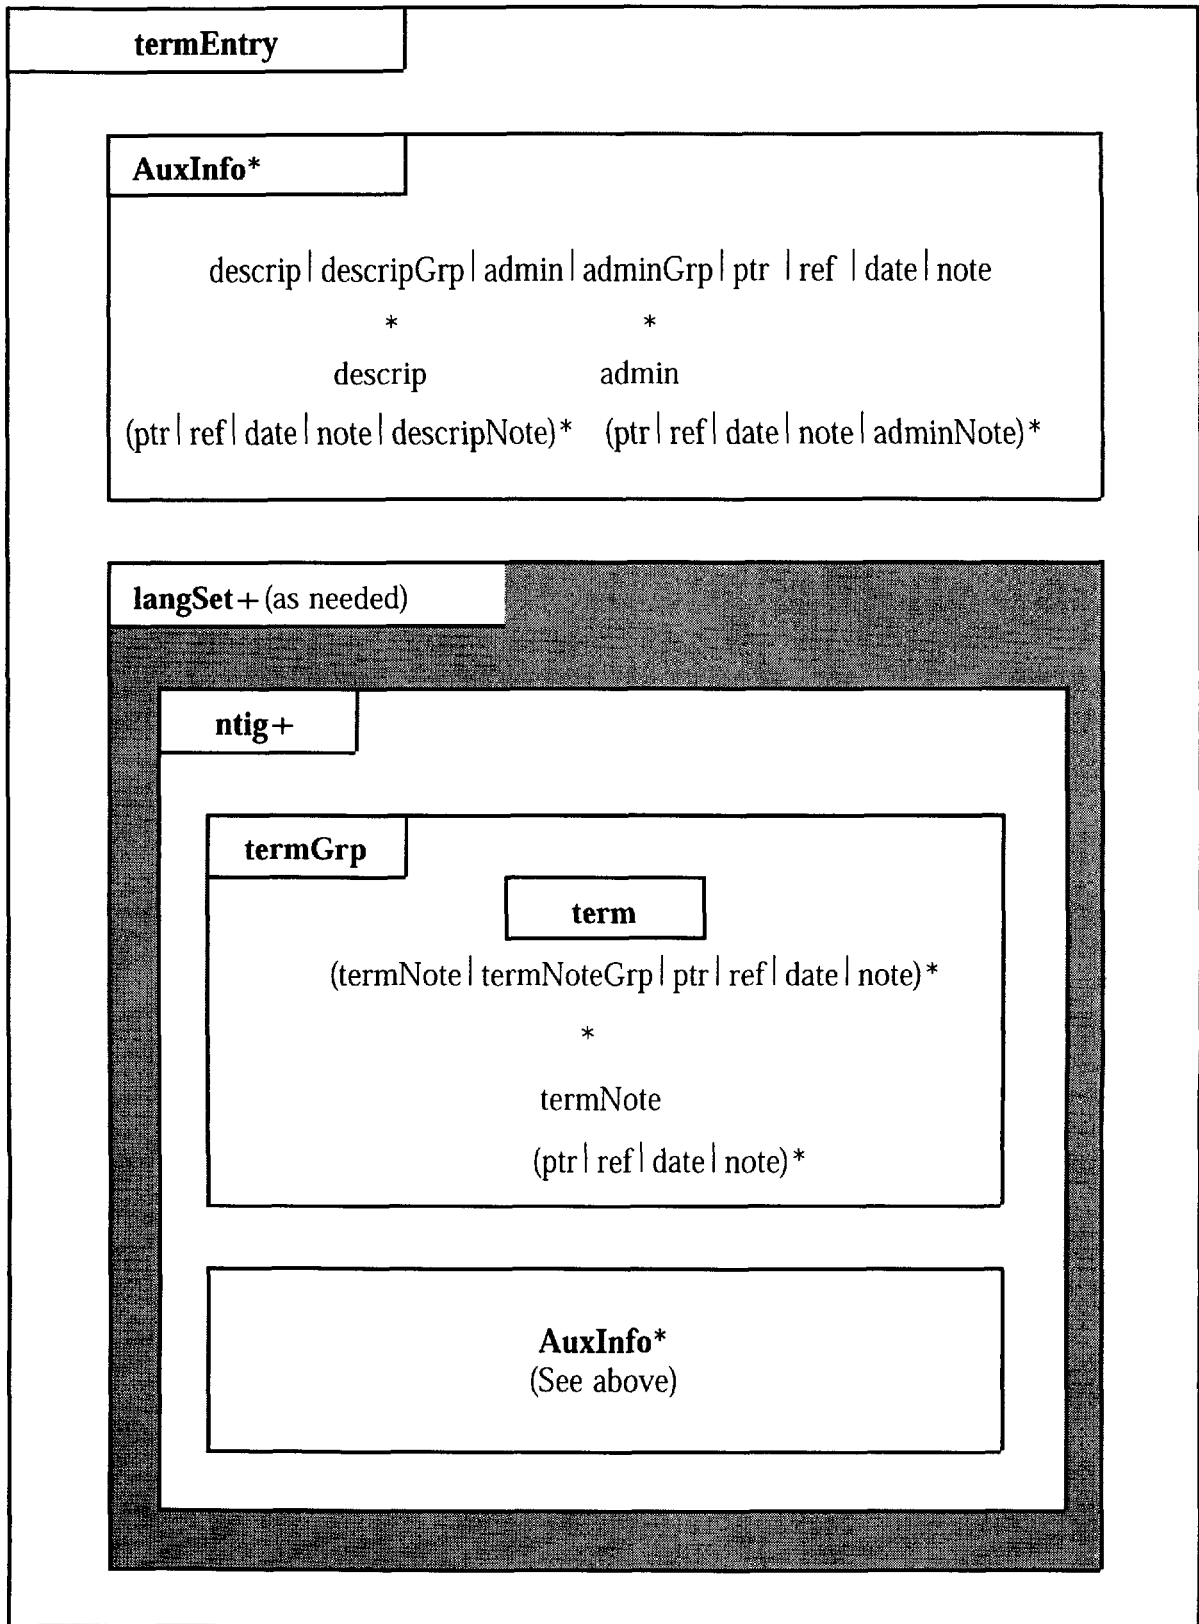 termEntry
AuxInfo*
descrip | descripGrp | admin | adminGrp | ptr | ref | date | note
* *
descrip admin
(ptr | ref | date | note | descripNote)* (ptr | ref | date | note | adminNote)*
langSet+(as needed)
ntig+
termGrp
term
(termNote | termNoteGrp | ptr | ref | date | note)*
*
termNote
(ptr | ref | date | note)*
AuxInfo*
(See above)